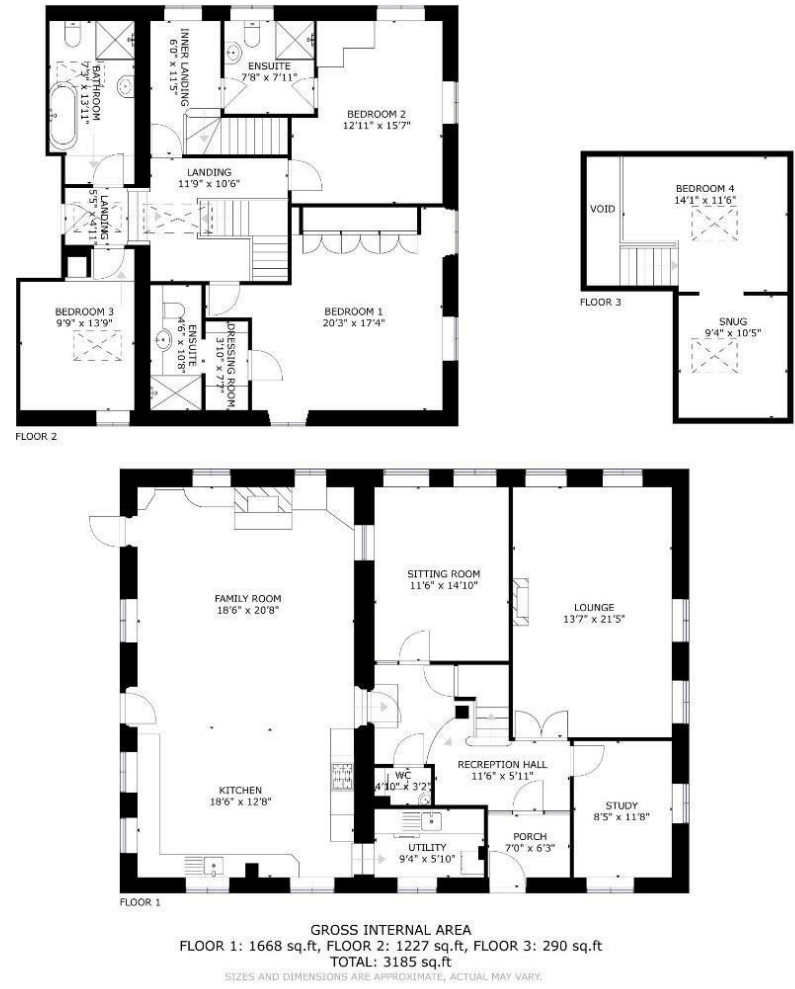 INNER LANDING
6'0" x 11'5"
BATHROOM
7'3" x 13'11"
ENSUITE
7'8" x 7'11"
BEDROOM 2
12'11" x 15'7"
LANDING
11'9" x 10'6"
LANDING
5'5" x 4'11"
BEDROOM 3
9'9" x 13'9"
ENSUITE
4'6" x 10'8"
DRESSING ROOM
3'10" x 7'7"
BEDROOM 1
20'3" x 17'4"
FLOOR 2
VOID
BEDROOM 4
14'1" x 11'6"
FLOOR 3
SNUG
9'4" x 10'5"
FAMILY ROOM
18'6" x 20'8"
SITTING ROOM
11'6" x 14'10"
LOUNGE
13'7" x 21'5"
KITCHEN
18'6" x 12'8"
WC
4'10" x 3'2"
RECREPTION HALL
11'6" x 5'11"
UTILITY
9'4" x 5'10"
PORCH
7'0" x 6'3"
STUDY
8'5" x 11'8"
FLOOR 1
GROSS INTERNAL AREA
FLOOR 1: 1668 sq.ft, FLOOR 2: 1227 sq.ft, FLOOR 3: 290 sq.ft
TOTAL: 3185 sq.ft
SIZES AND DIMENSIONS ARE APPROXIMATE, ACTUAL MAY VARY.